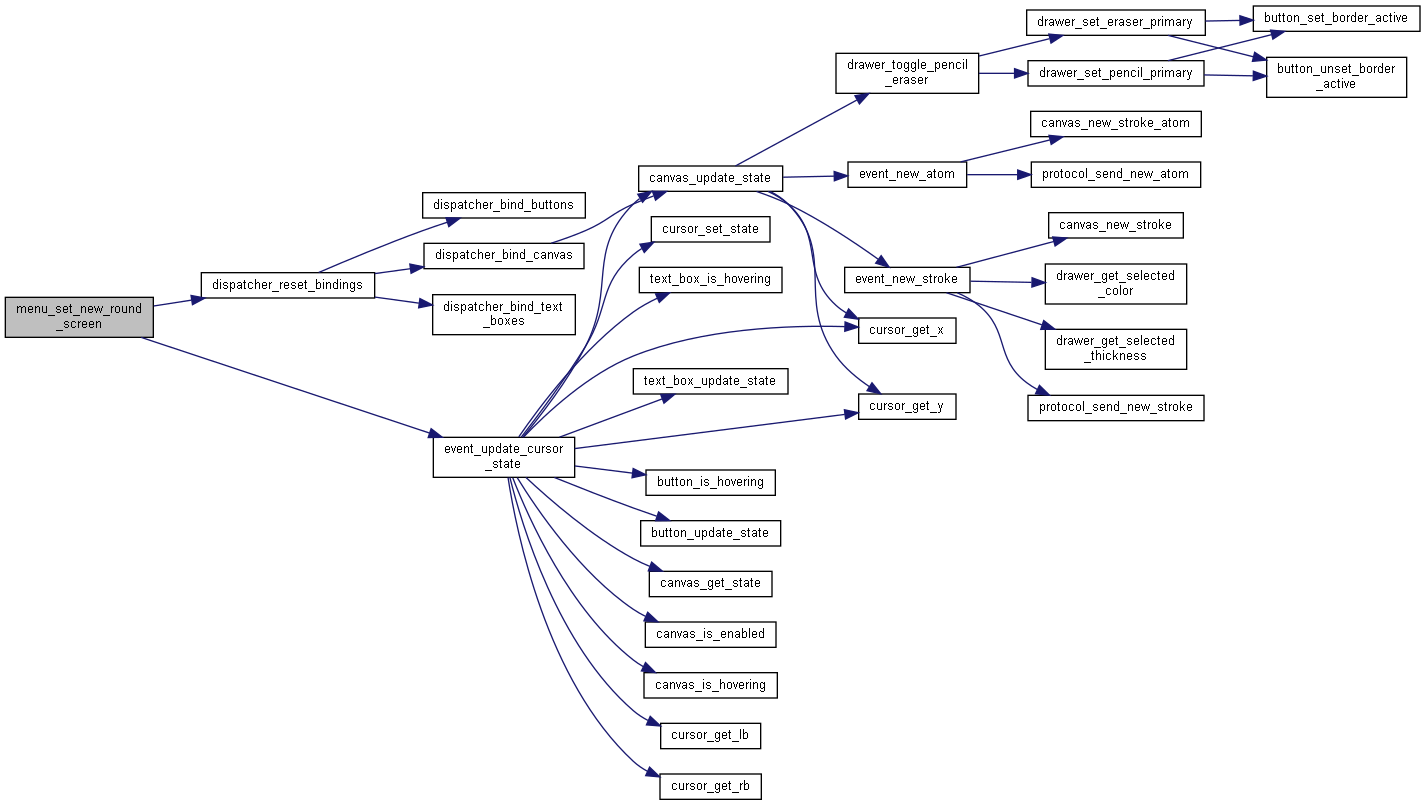 menu_set_new_round
_screen
dispatcher_reset_bindings
dispatcher_bind_buttons
dispatcher_bind_canvas
dispatcher_bind_text
_boxes
event_update_cursor
_state
canvas_update_state
cursor_set_state
text_box_is_hovering
text_box_update_state
button_is_hovering
button_update_state
canvas_get_state
canvas_is_enabled
canvas_is_hovering
cursor_get_lb
cursor_get_rb
drawer_toggle_pencil
_eraser
event_new_atom
event_new_stroke
cursor_get_x
cursor_get_y
drawer_set_eraser_primary
drawer_set_pencil_primary
canvas_new_stroke_atom
protocol_send_new_atom
canvas_new_stroke
drawer_get_selected
_color
drawer_get_selected
_thickness
protocol_send_new_stroke
button_set_border_active
button_unset_border
_active